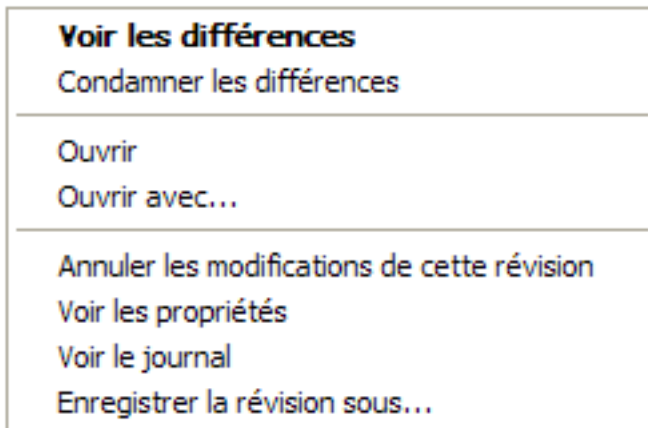 Voir les différences
Condamner les différences
Ouvrir
Ouvrir avec...
Annuler les modifications de cette révision
Voir les propriétés
Voir le journal
Enregistrer la révision sous...